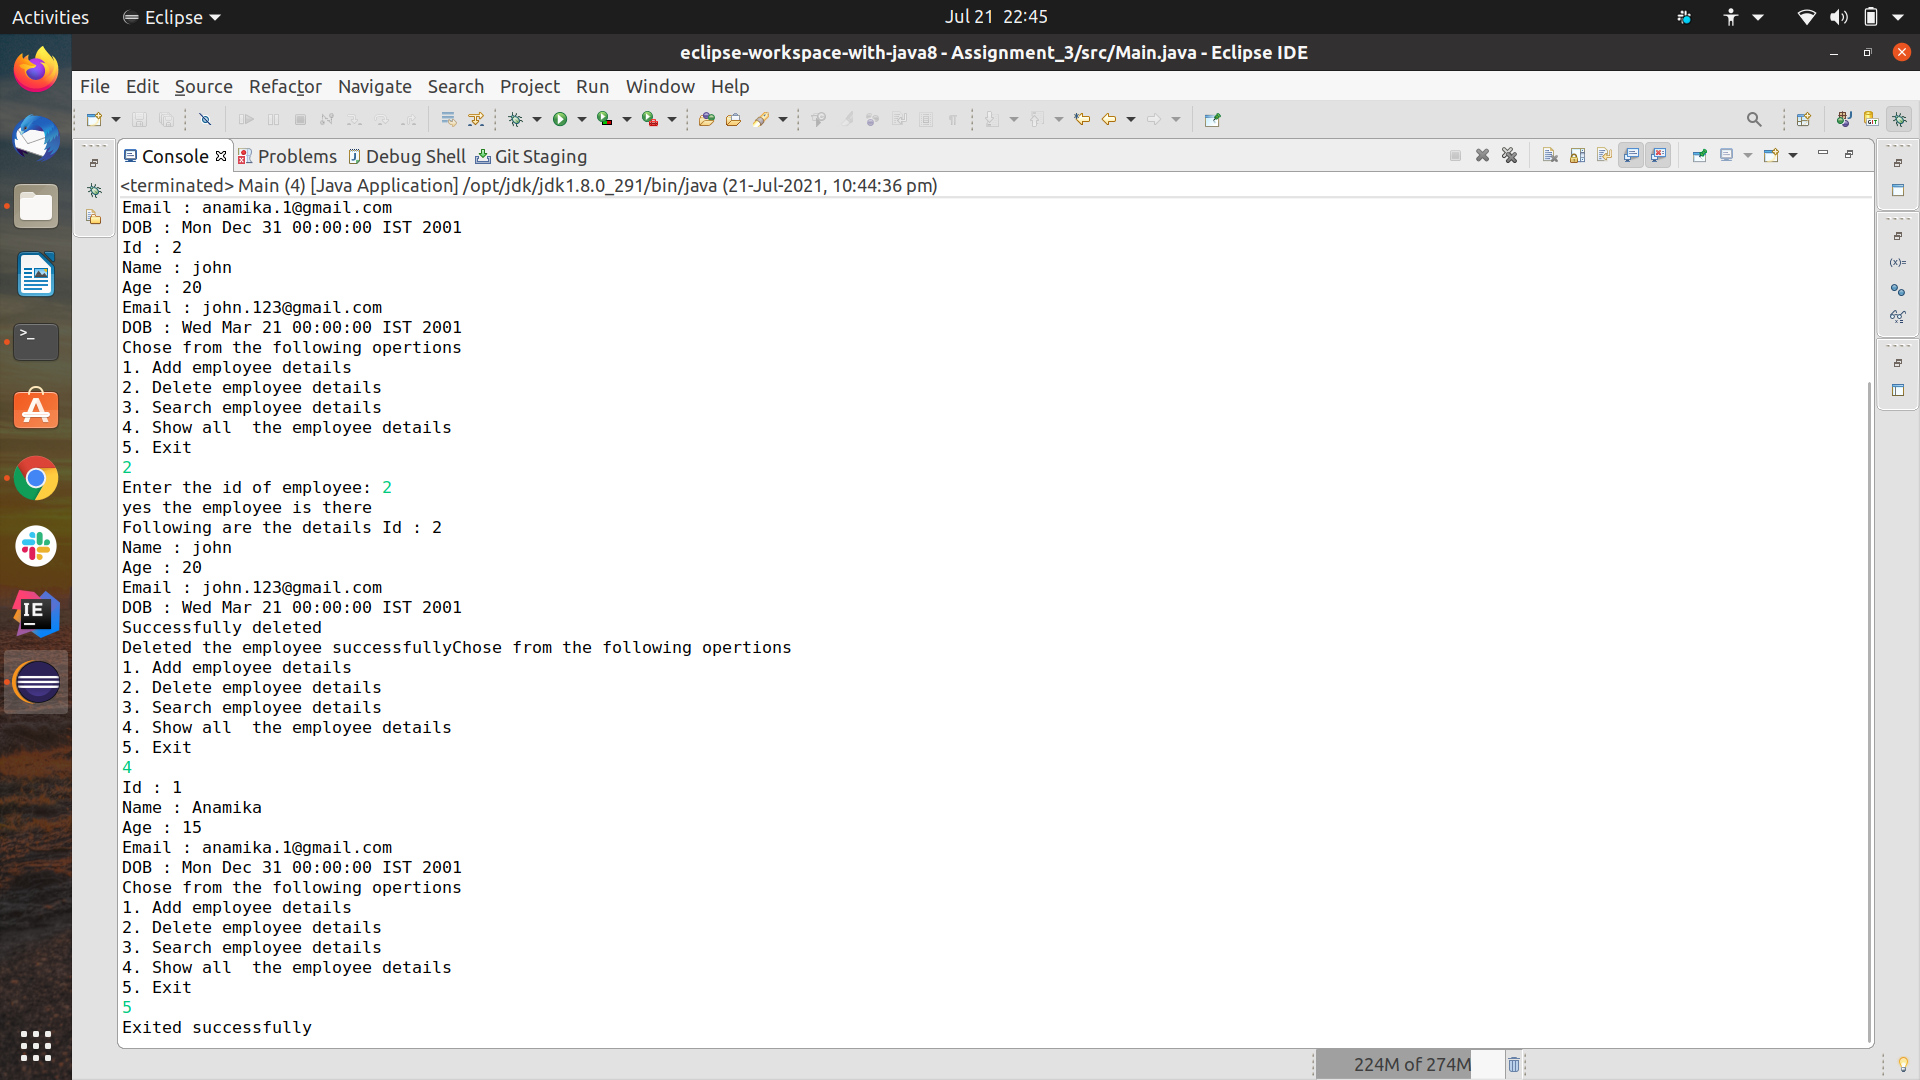 Activities Eclipse Jul 21 22:45
eclipse-workspace-with-java8 - Assignment_3/src/Main.java - Eclipse IDE
File Edit Source Refactor Navigate Search Project Run Window Help
Console Problems Debug Shell Git Staging
<terminated> Main (4) [Java Application] /opt/jdk/jdk1.8.0_291/bin/java (21-Jul-2021, 10:44:36 pm)
Email : anamika.1@gmail.com
DOB : Mon Dec 31 00:00:00 IST 2001
Id : 2
Name : john
Age : 20
Email : john.123@gmail.com
DOB : Wed Mar 21 00:00:00 IST 2001
Chose from the following opertions
1. Add employee details
2. Delete employee details
3. Search employee details
4. Show all  the employee details
5. Exit
2
Enter the id of employee: 2
yes the employee is there
Following are the details Id : 2
Name : john
Age : 20
Email : john.123@gmail.com
DOB : Wed Mar 21 00:00:00 IST 2001
Successfully deleted
Deleted the employee successfullyChose from the following opertions
1. Add employee details
2. Delete employee details
3. Search employee details
4. Show all  the employee details
5. Exit
4
Id : 1
Name : Anamika
Age : 15
Email : anamika.1@gmail.com
DOB : Mon Dec 31 00:00:00 IST 2001
Chose from the following opertions
1. Add employee details
2. Delete employee details
3. Search employee details
4. Show all  the employee details
5. Exit
5
Exited successfully
224M of 274M